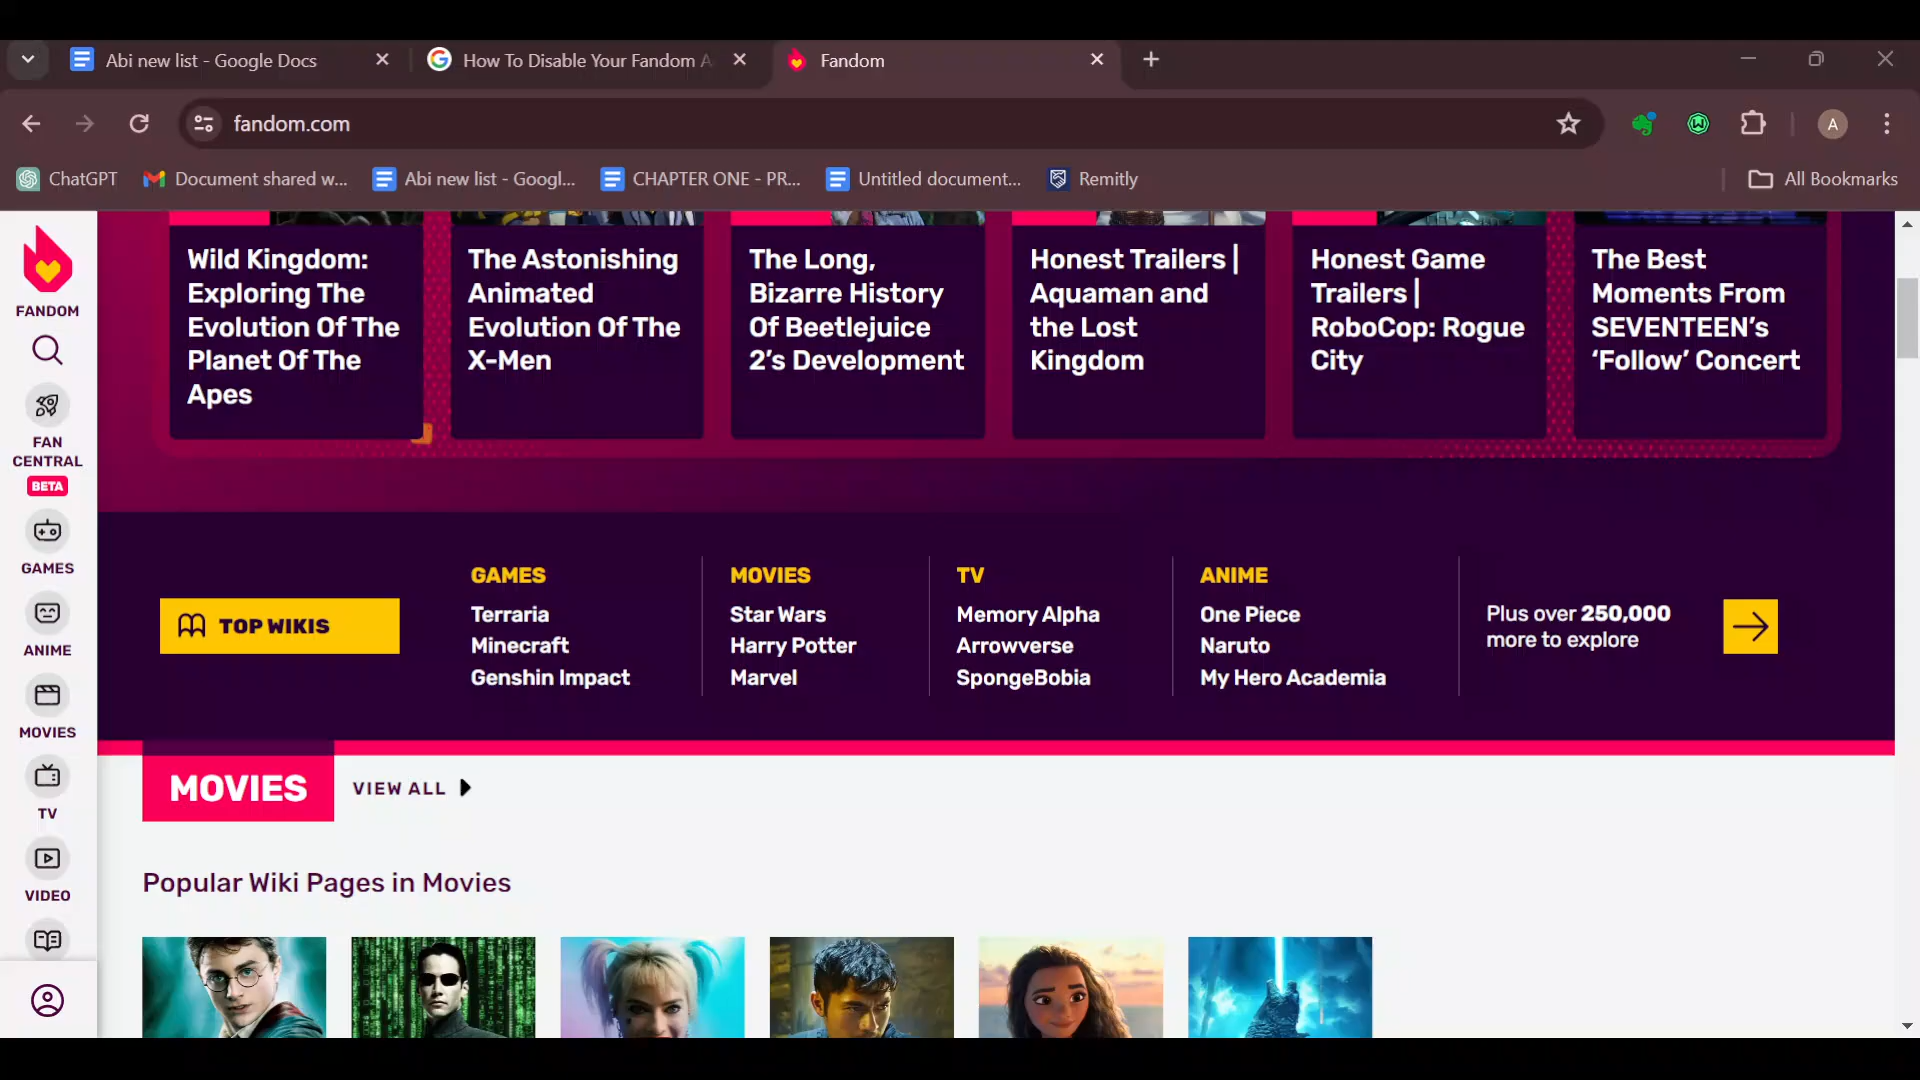 Abi new list - Google Docs
How To Disable Your Fandom A
Fandom
fandom.com
A
ChatGPT
Document shared w...
Abi new list - Googl...
CHAPTER ONE - PR...
Untitled document...
Remitly
All Bookmarks
FANDOM
FAN
CENTRAL
BETA
GAMES
ANIME
MOVIES
TV
VIDEO
Wild Kingdom:
Exploring The
Evolution Of The
Planet Of The
Apes
The Astonishing
Animated
Evolution Of The
X-Men
The Long,
Bizarre History
Of Beetlejuice
2’s Development
Honest Trailers |
Aquaman and
the Lost
Kingdom
Honest Game
Trailers |
RoboCop: Rogue
City
The Best
Moments From
SEVENTEEN’s
‘Follow’ Concert
TOP WIKIS
GAMES
Terraria
Minecraft
Genshin Impact
MOVIES
Star Wars
Harry Potter
Marvel
TV
Memory Alpha
Arrowverse
SpongeBobia
ANIME
One Piece
Naruto
My Hero Academia
Plus over 250,000
more to explore
MOVIES
VIEW ALL
Popular Wiki Pages in Movies